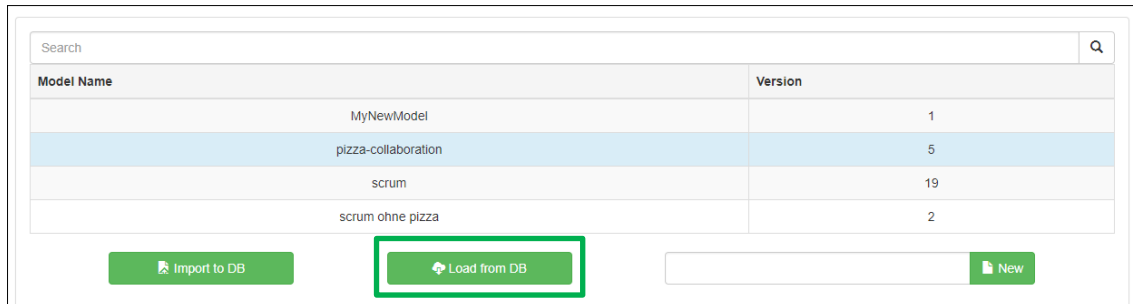 Search
Model Name Version
MyNewModel 1
pizza-collaboration 5
scrum 19
scrum ohne pizza 2
Import to DB Load from DB New